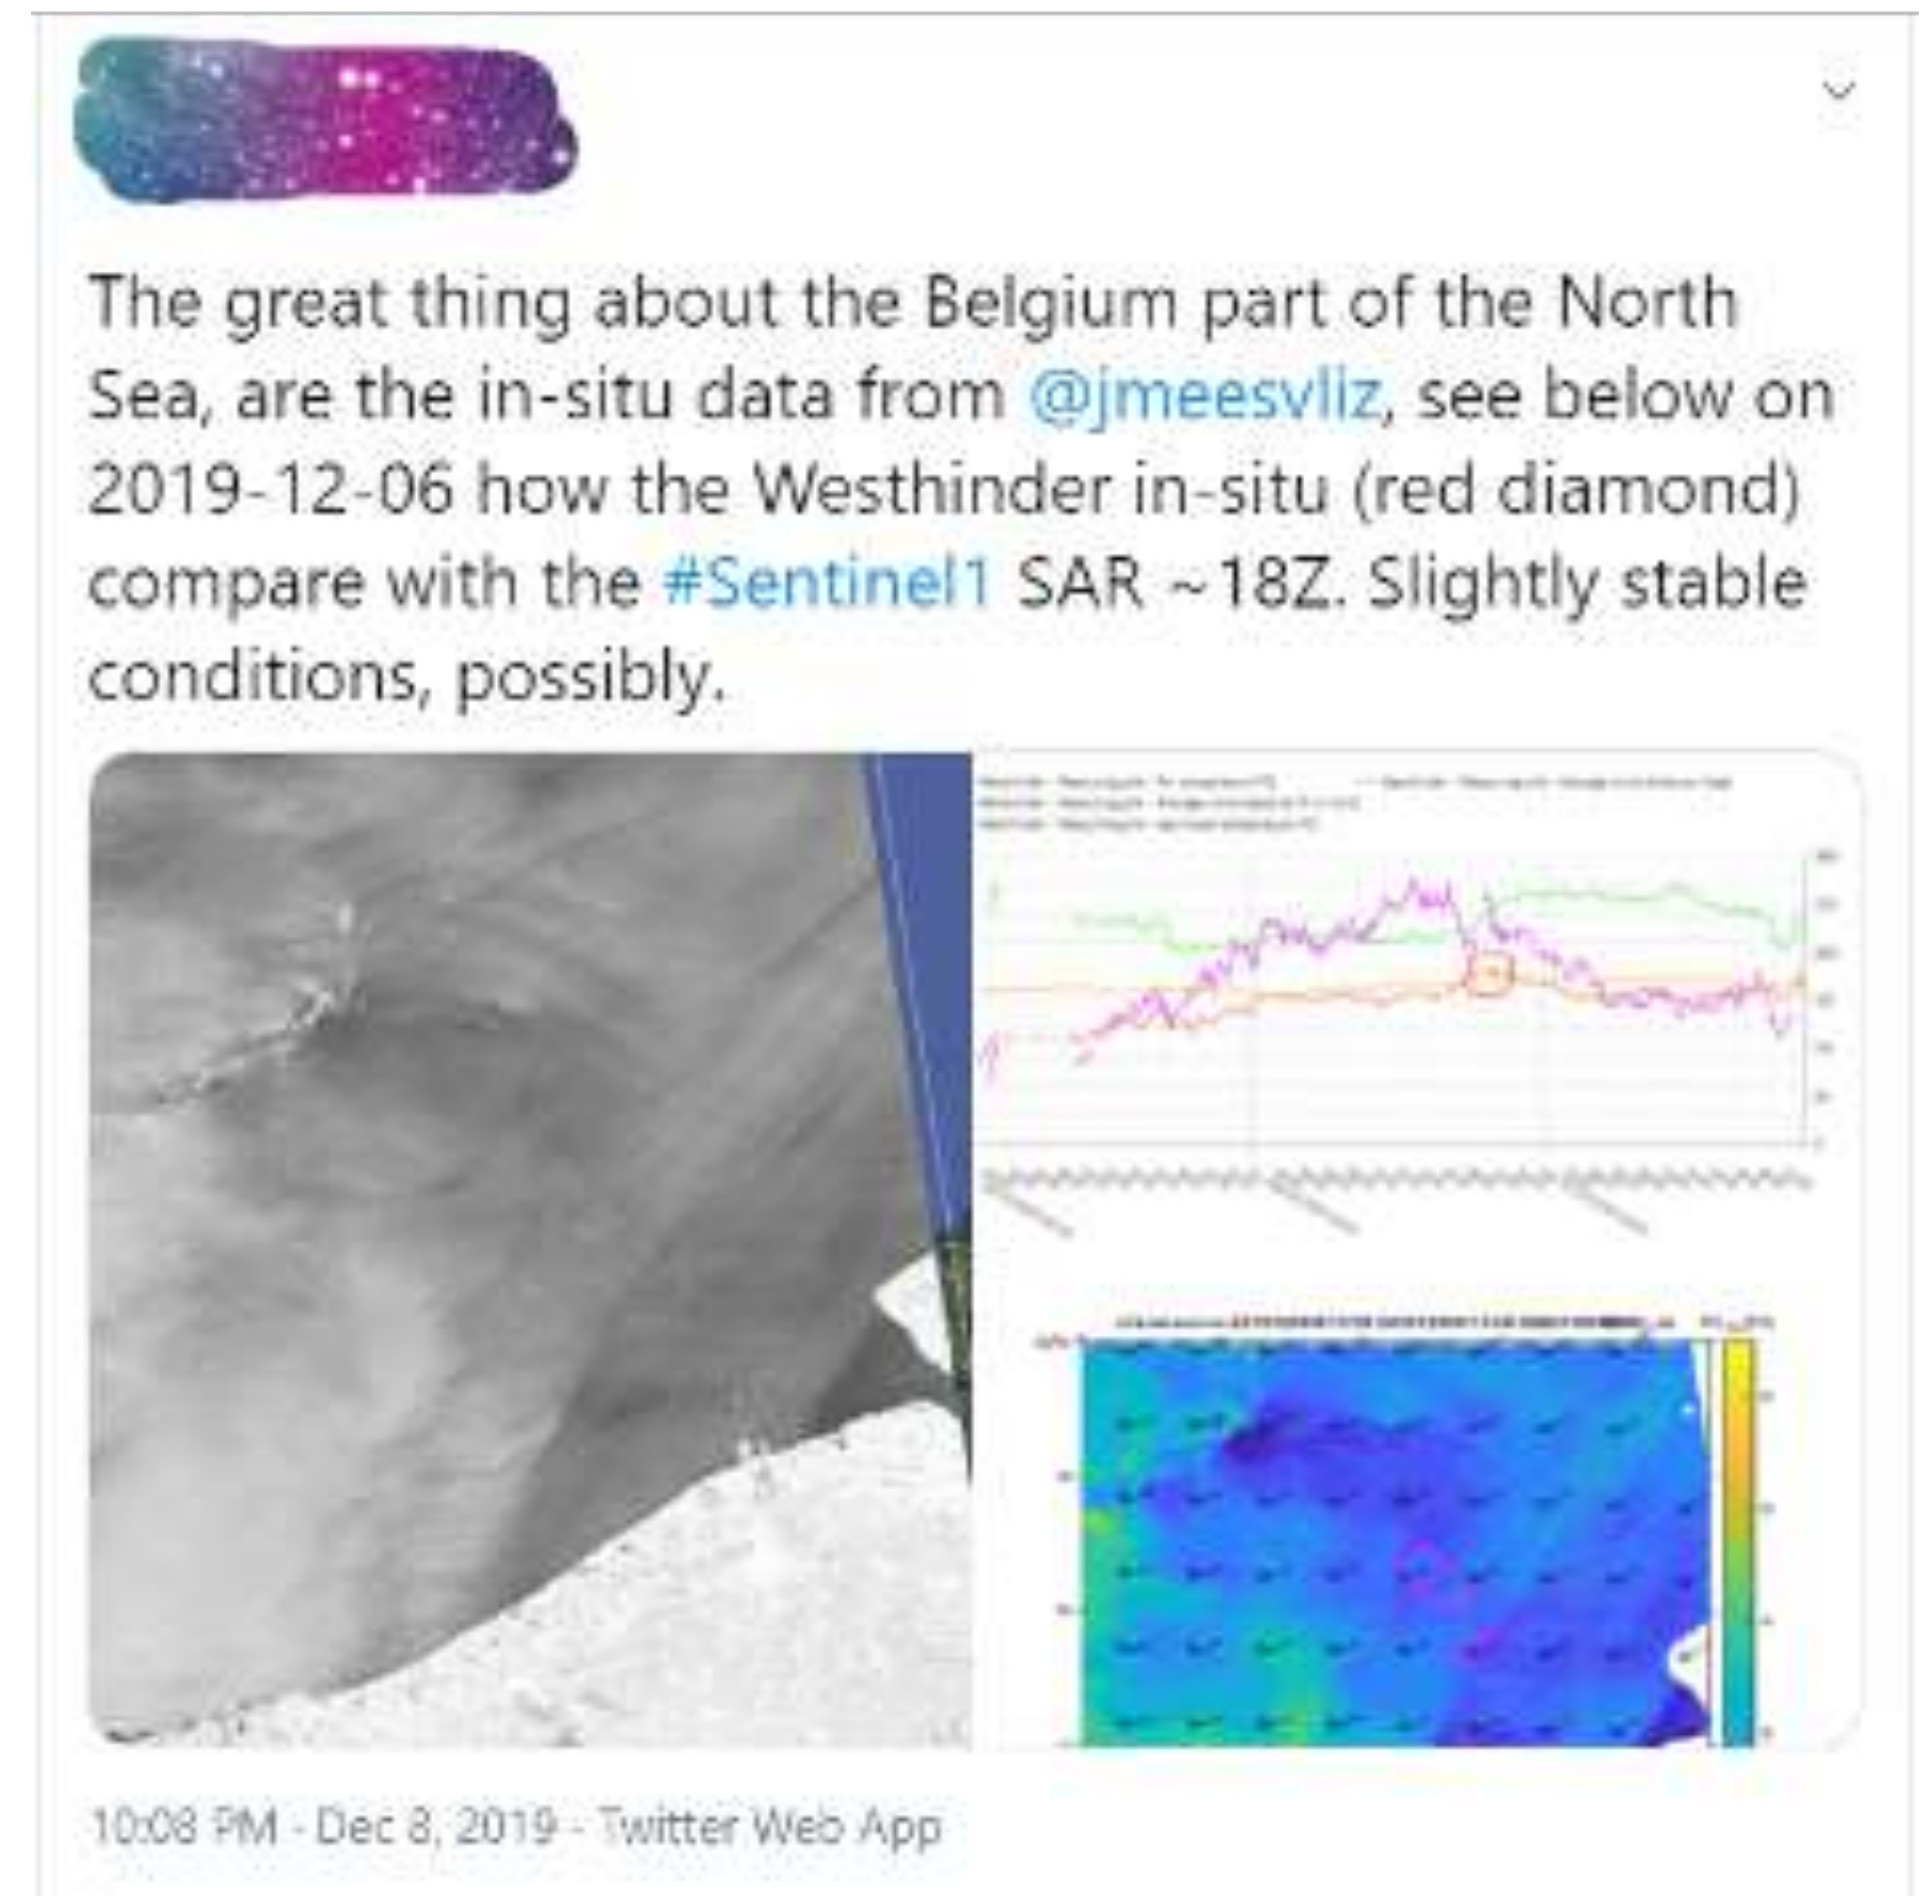 The great thing about the Belgium part of the North
Sea, are the in-situ data from @jmeesvliz, see below on
2019-12-06 how the Westhinder in-situ (red diamond)
compare with the #Sentinel1 SAR ~18Z. Slightly stable
conditions, possibly.
10:08 PM - Dec 8, 2019 - Twitter Web App